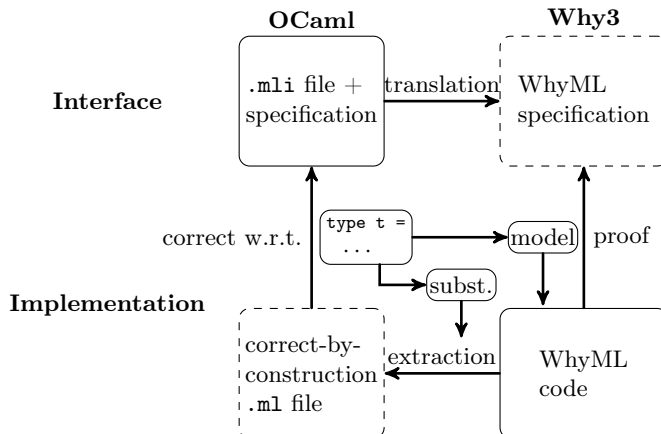 OCaml
Why3
Interface
.mli file +
specification
translation
WhyML
specification
correct w.r.t.
type t =
...
model
proof
subst.
Implementation
correct-by-
construction
.ml file
extraction
WhyML
code